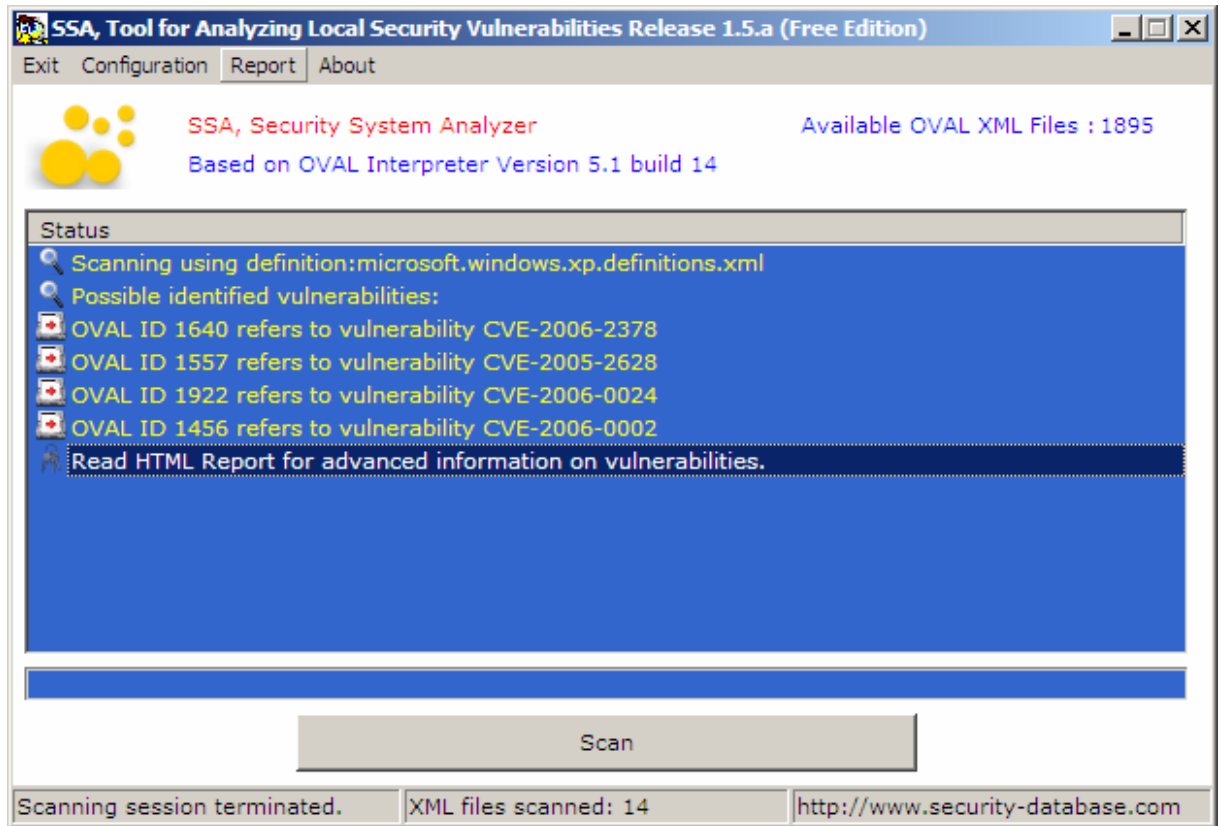 SSA, Tool for Analyzing Local Security Vulnerabilities Release 1.5.a (Free Edition)
Exit Configuration Report About
SSA, Security System Analyzer
Available OVAL XML Files : 1895
Based on OVAL Interpreter Version 5.1 build 14
Status
Scanning using definition:microsoft.windows.xp.definitions.xml
Possible identified vulnerabilities:
OVAL ID 1640 refers to vulnerability CVE-2006-2378
OVAL ID 1557 refers to vulnerability CVE-2005-2628
OVAL ID 1922 refers to vulnerability CVE-2006-0024
OVAL ID 1456 refers to vulnerability CVE-2006-0002
Read HTML Report for advanced information on vulnerabilities.
Scan
Scanning session terminated.
XML files scanned: 14
http://www.security-database.com